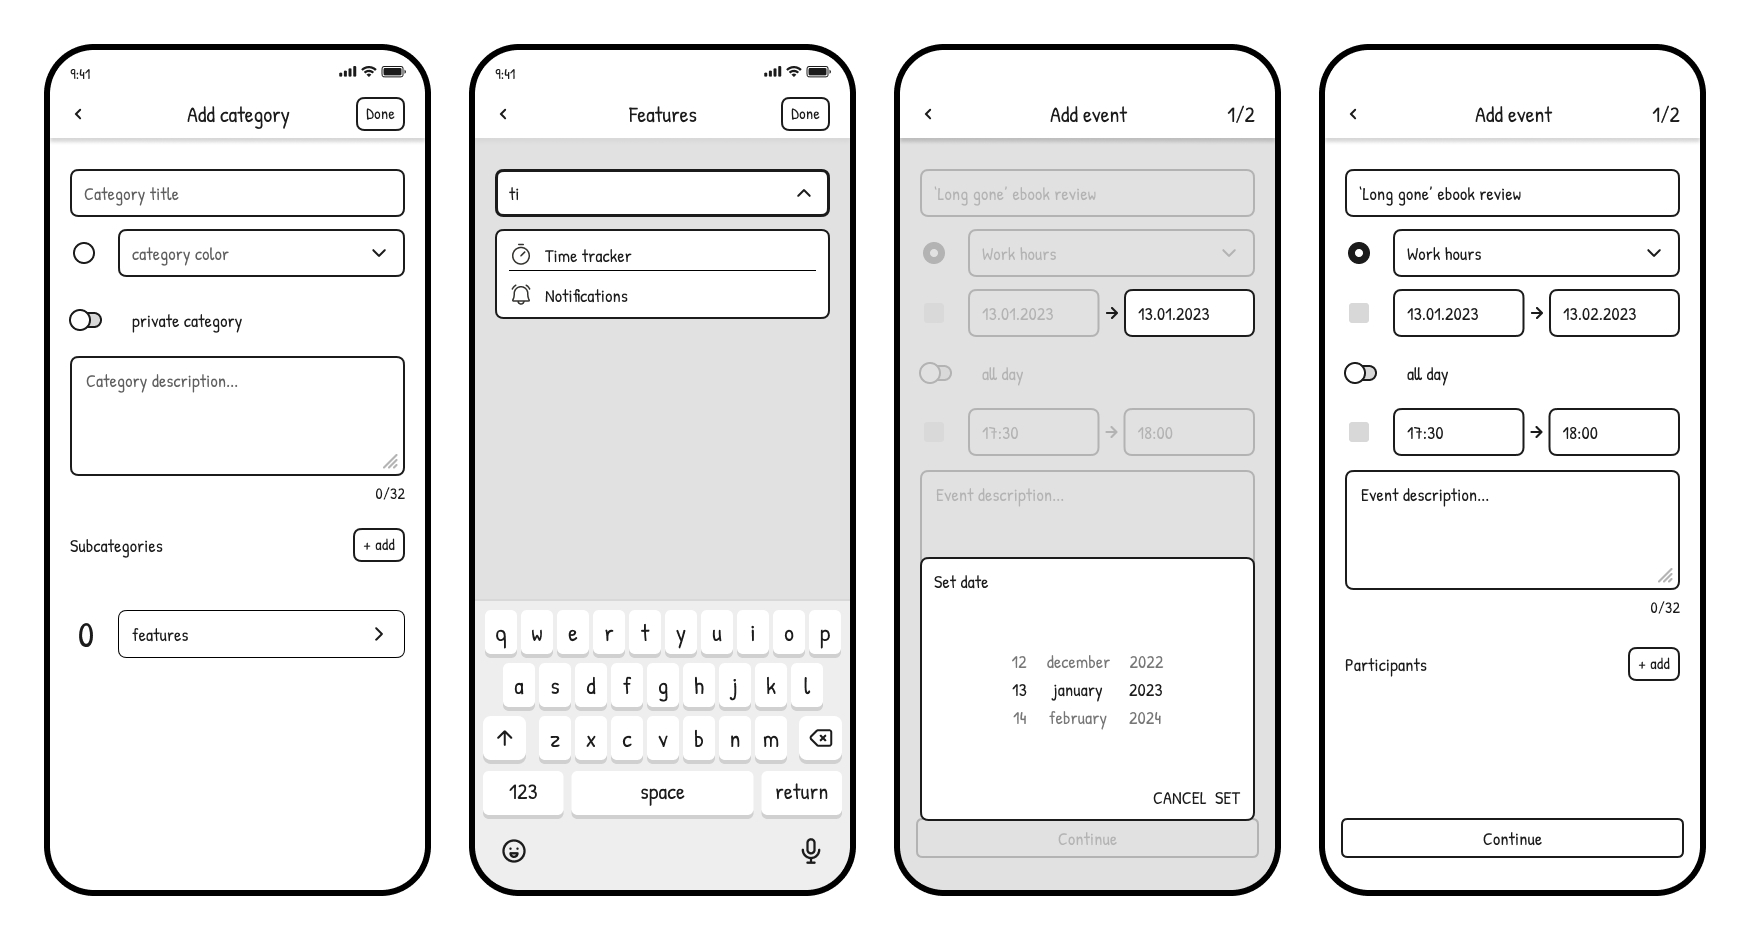 9:41
Add category
Done
Category title
category color
private category
Category description...
0/32
Subcategories
+ add
0
features
9:41
Features
Done
ti
Time tracker
Notifications
q w e r t y u i o p
a s d f g h j k l
z x c v b n m
123 space return
Add event
1/2
'Long gone' ebook review
Work hours
13.01.2023 → 13.01.2023
all day
17:30 → 18:00
Event description...
Set date
12 december 2022
13 january 2023
14 february 2024
CANCEL SET
Continue
Add event
1/2
'Long gone' ebook review
Work hours
13.01.2023 → 13.02.2023
all day
17:30 → 18:00
Event description...
0/32
Participants
+ add
Continue